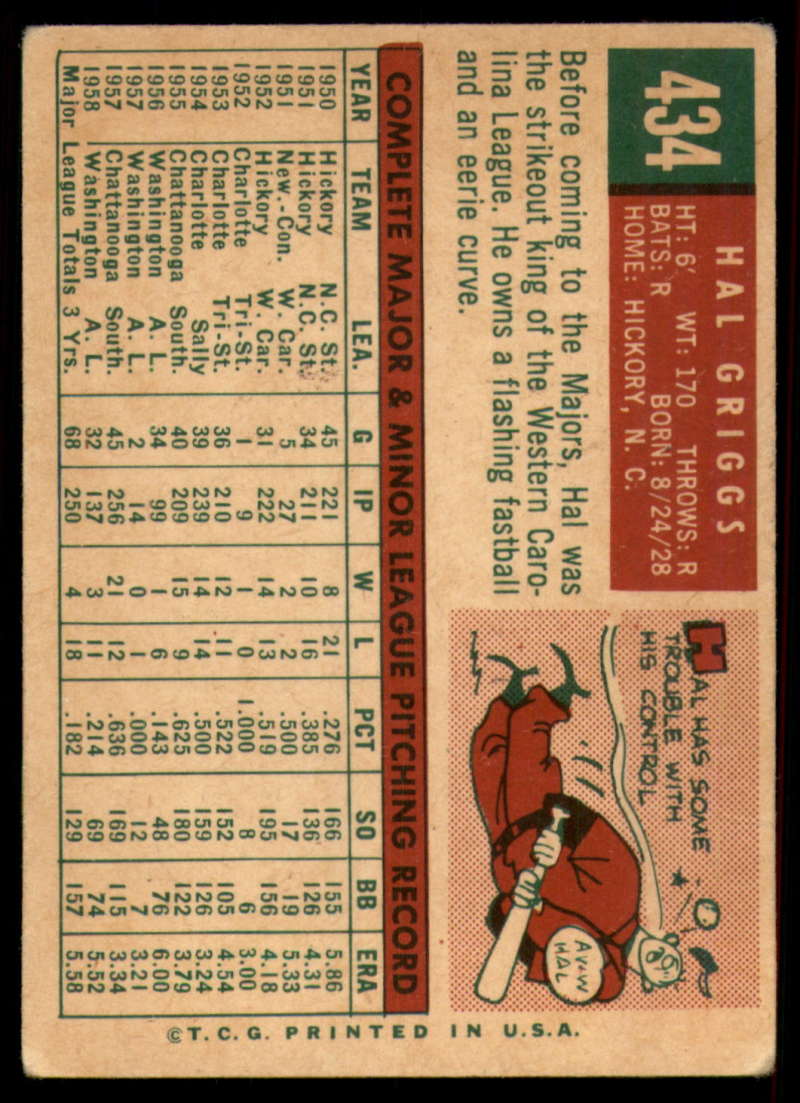 434
HAL GRIGGS
HT: 6' WT: 170 THROWS: R
BATS: R BORN: 8/24/28
HOME: HICKORY, N. C.
Before coming to the Majors, Hal was
the strikeout king of the Western Caro-
lina League. He owns a flashing fastball
and an eerie curve.
HAL HAS SOME
TROUBLE WITH
HIS CONTROL
AW HAL
COMPLETE MAJOR & MINOR LEAGUE PITCHING RECORD
YEAR TEAM LEA. G IP W L PCT SO BB ERA
1950 Hickory N.C. St. 45 221 8 21 .276 166 155 5.86
1951 Hickory N.C. St. 34 211 10 16 .385 136 126 4.31
1951 New.-Con. W. Car. 5 27 2 2 .500 17 19 5.33
1952 Hickory W. Car. 31 222 14 13 .519 195 156 4.18
1952 Charlotte Tri-St. 1 9 1 0 1.000 8 6 3.00
1953 Charlotte Tri-St. 36 210 12 11 .522 152 105 4.54
1954 Charlotte Sally 39 239 14 14 .500 159 126 3.24
1955 Chattanooga South. 40 209 15 9 .625 180 122 3.79
1956 Washington A. L. 34 99 1 6 .143 48 76 6.00
1957 Washington A. L. 2 14 0 1 .000 12 7 3.21
1957 Chattanooga South. 45 256 21 12 .636 169 115 3.34
1958 Washington A. L. 32 137 3 11 .214 69 74 5.52
Major League Totals 3 Yrs. 68 250 4 18 .182 129 157 5.58
© T. C. G. PRINTED IN U.S.A.